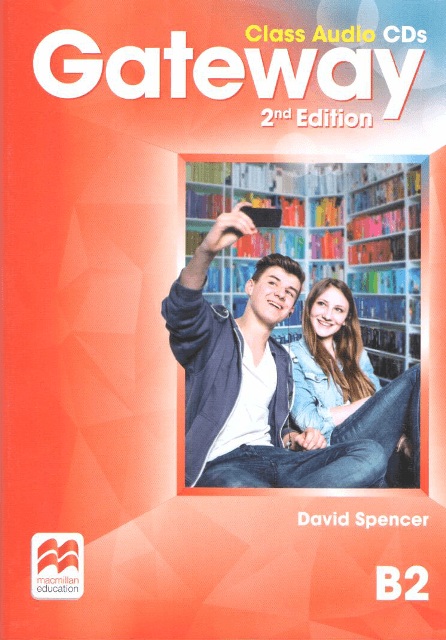 Class Audio CDs
Gateway
2nd Edition
David Spencer
macmillan
education
B2